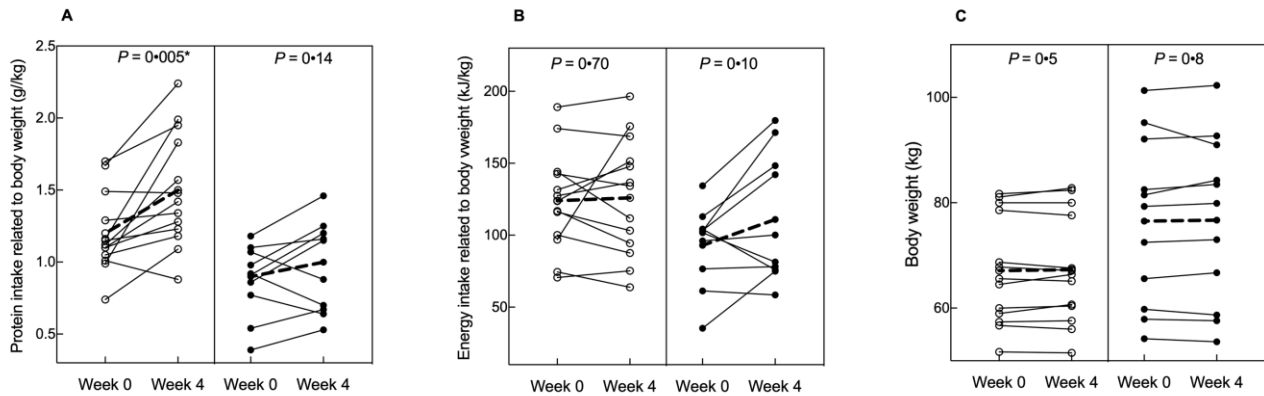 A
Protein intake related to body weight (g//kg)
2.5
2.0
1.5
1.0
0.5
P = 0•005*
P = 0•14
Week 0 Week 4 Week 0 Week 4
B
Energy intake related to body vweight (kJ/kg)
200
150
100
50
P = 0•70
P = 0•10
Week 0 Week 4 Week 0 Week 4
C
Body weight (kg)
100
80
60
P = 0•5
P = 0•8
Week 0 Week 4 Week 0 Week 4